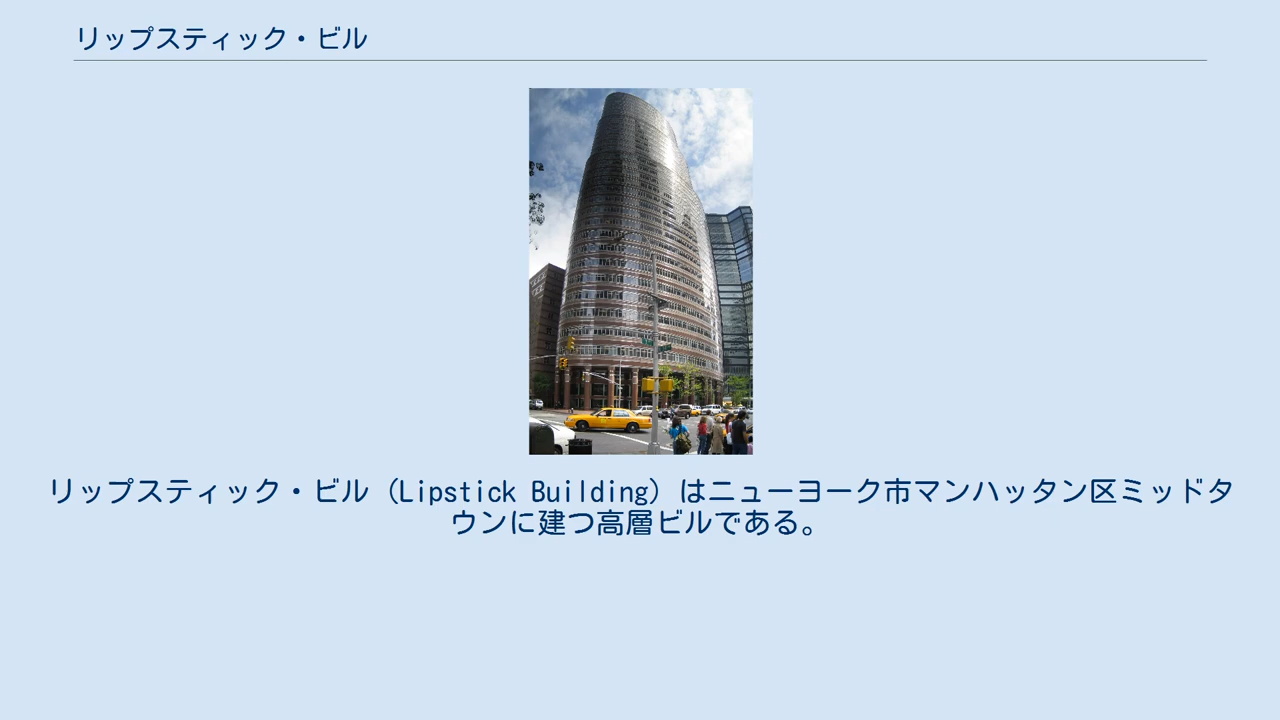 リップスティック・ビル
リップスティック・ビル (Lipstick Building) はニューヨーク市マンハッタン区ミッドタ
ウンに建つ高層ビルである。